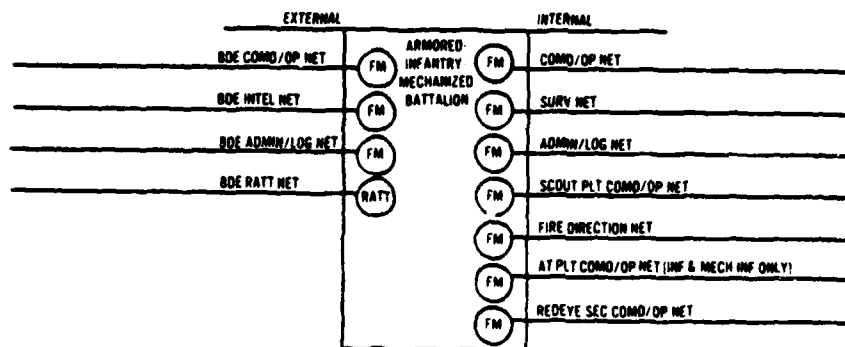 EXTERNAL
INTERNAL
ARMORED-
INFANTRY-
MECHANIZED
BATTALION
BDE COMD/OP NET
FM
BDE INTEL NET
FM
BDE ADMIN/LOG NET
FM
BDE RATT NET
RATT
FM
COMD/OP NET
FM
SURV NET
FM
ADMIN/LOG NET
FM
SCOUT PLT COMD/OP NET
FM
FIRE DIRECTION NET
FM
AT PLT COMD/OP NET (INF & MECH INF ONLY)
FM
REDEYE SEC COMD/OP NET